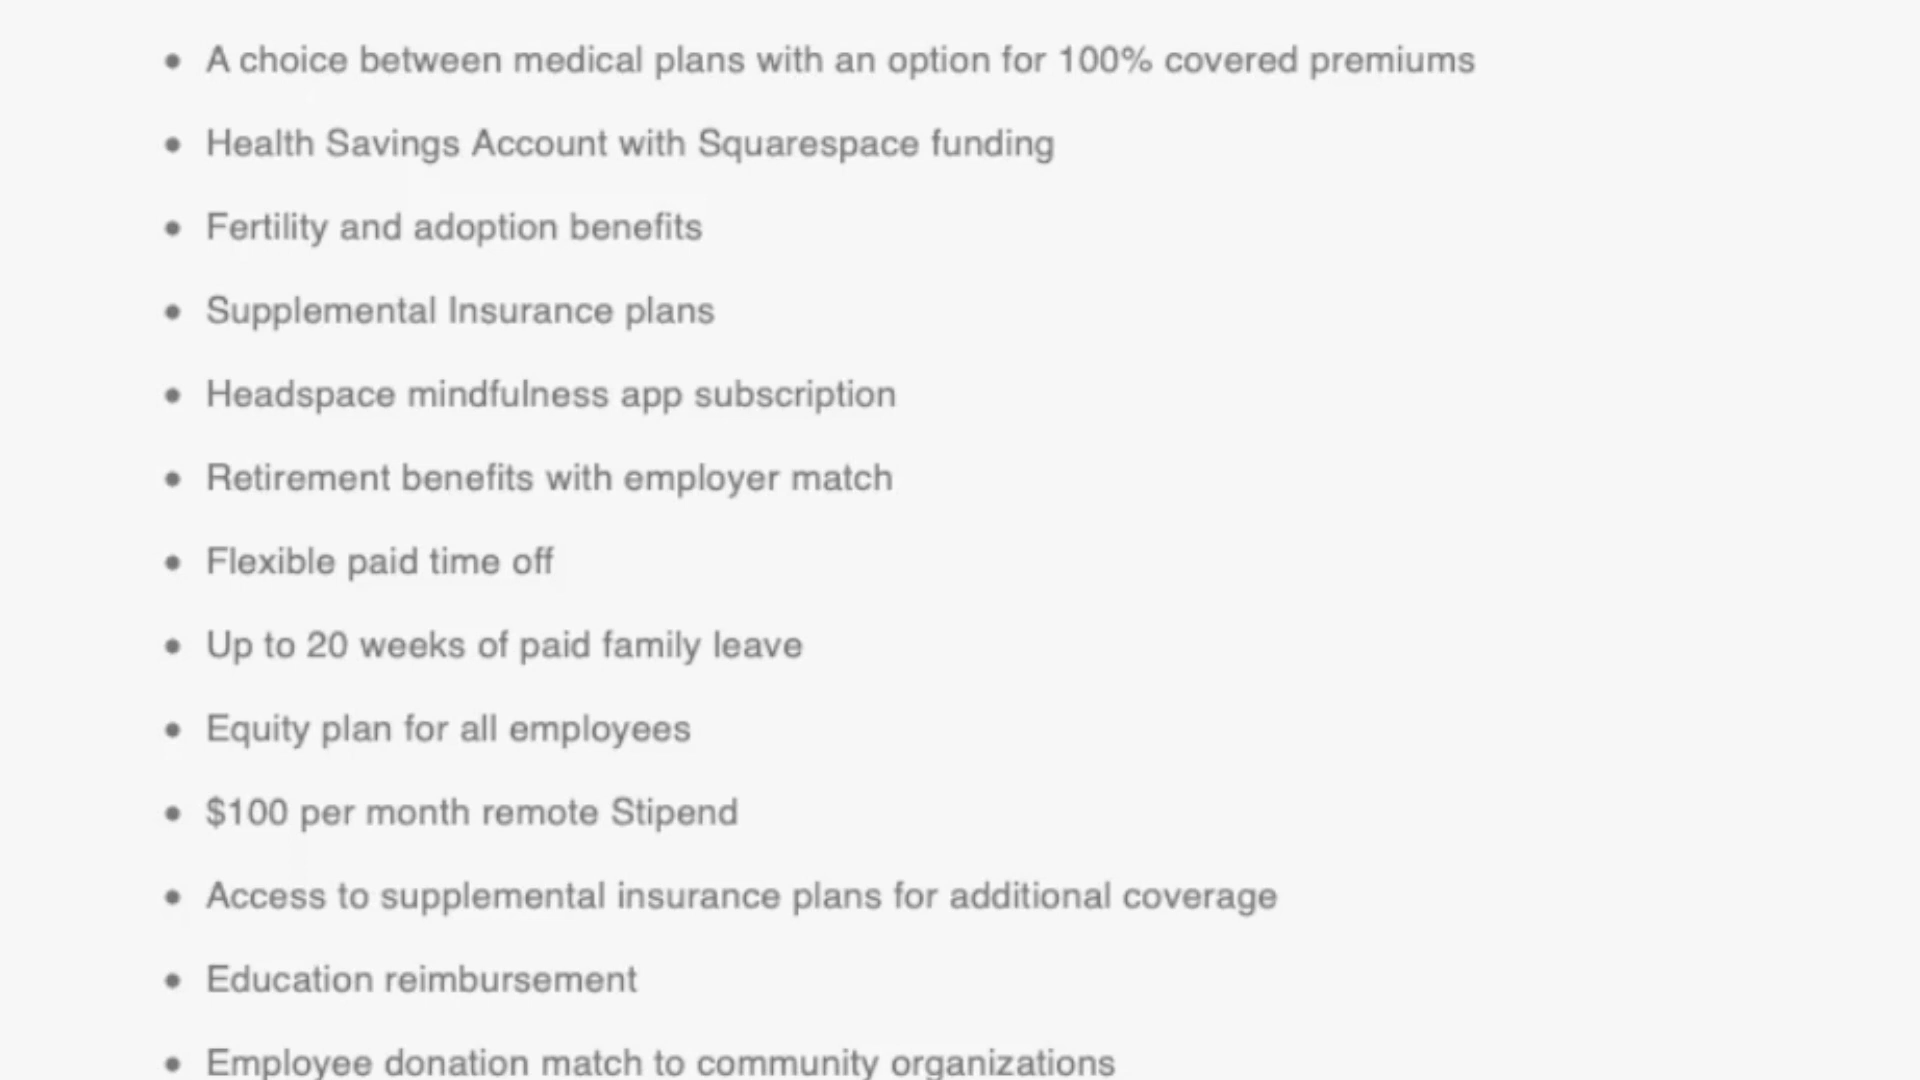 • A choice between medical plans with an option for 100% covered premiums
• Health Savings Account with Squarespace funding
• Fertility and adoption benefits
• Supplemental Insurance plans
• Headspace mindfulness app subscription
• Retirement benefits with employer match
• Flexible paid time off
• Up to 20 weeks of paid family leave
• Equity plan for all employees
• $100 per month remote Stipend
• Access to supplemental insurance plans for additional coverage
• Education reimbursement
• Employee donation match to community organizations